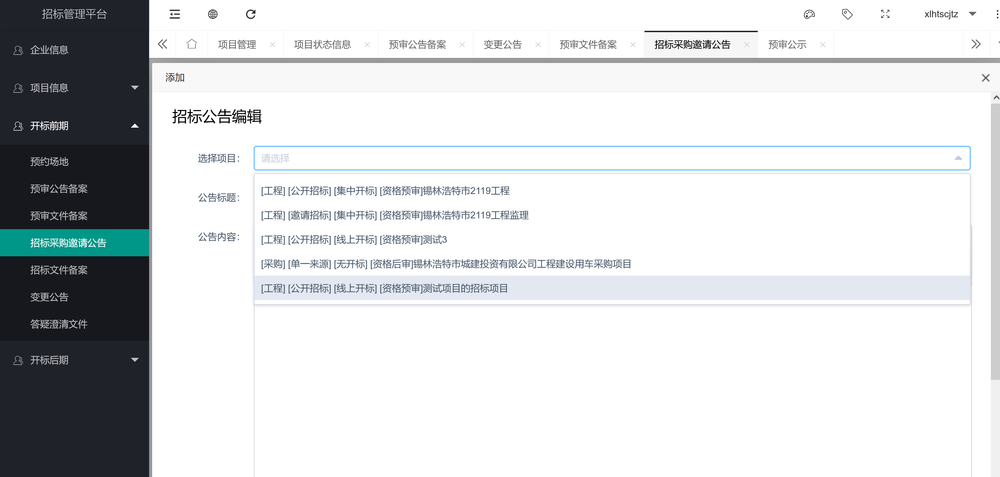 招标管理平台
xlhtscjtz
项目管理
项目状态信息
预审公告备案
变更公告
预审文件备案
招标采购邀请公告
预审公示
企业信息
项目信息
开标前期
预约场地
预审公告备案
预审文件备案
招标采购邀请公告
招标文件备案
变更公告
答疑澄清文件
开标后期
添加
招标公告编辑
选择项目：
请选择
公告标题：
公告内容：
[工程] [公开招标] [集中开标] [资格预审]锡林浩特市2119工程
[工程] [邀请招标] [集中开标] [资格预审]锡林浩特市2119工程监理
[工程] [公开招标] [线上开标] [资格预审]测试3
[采购] [单一来源] [无开标] [资格后审]锡林浩特市城建投资有限公司工程建设用车采购项目
[工程] [公开招标] [线上开标] [资格预审]测试项目的招标项目